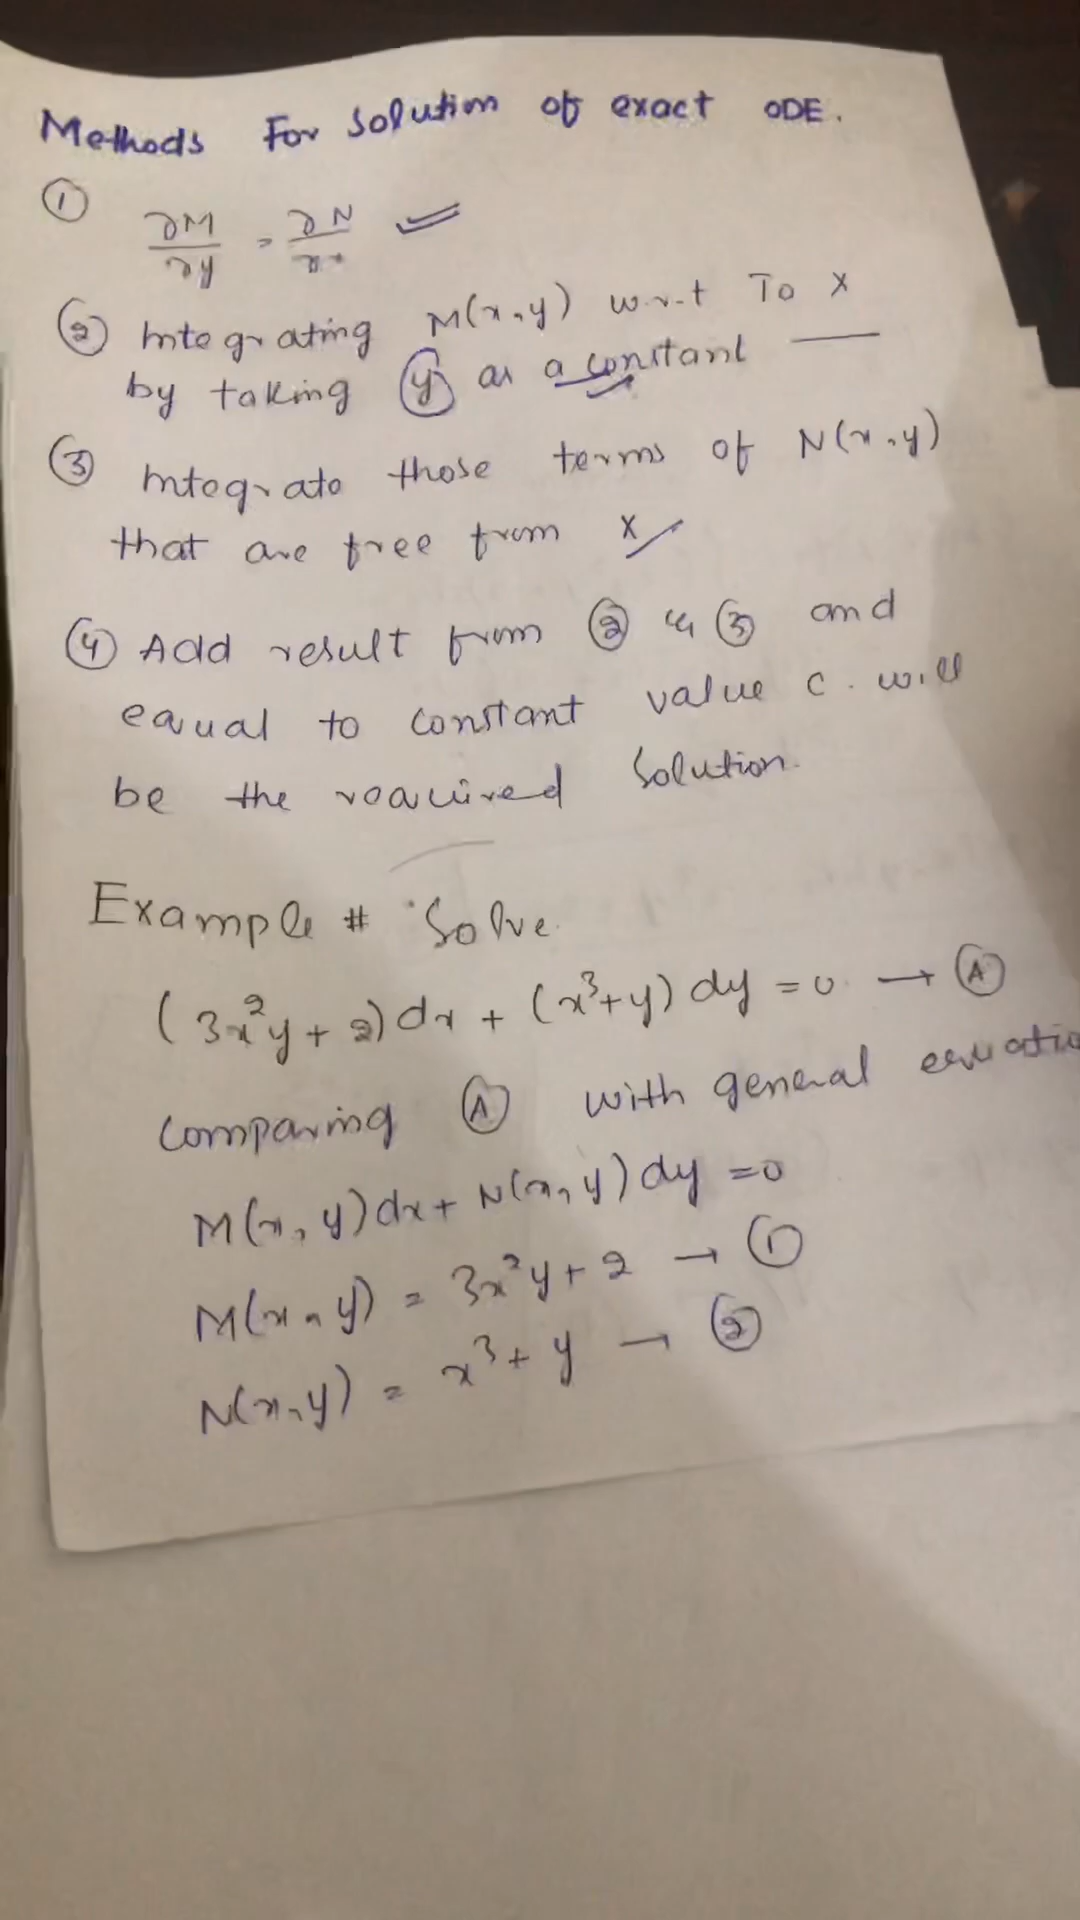 Methods For Solution of exact ODE.
① ∂M/∂y = ∂N/∂x
② Integrating M(x,y) w.r.t To x
by taking y as a constant
③ Integrate those terms of N(x,y)
that are free from x
④ Add result from ② & ③ and
equal to constant value c. will
be the required Solution.
Example # Solve
(3x²y + 2)dx + (x³+y)dy = 0 → Ⓐ
Comparing Ⓐ with general equatio
M(x,y)dx + N(x,y)dy = 0
M(x,y) = 3x²y + 2 → ①
N(x,y) = x³ + y → ②